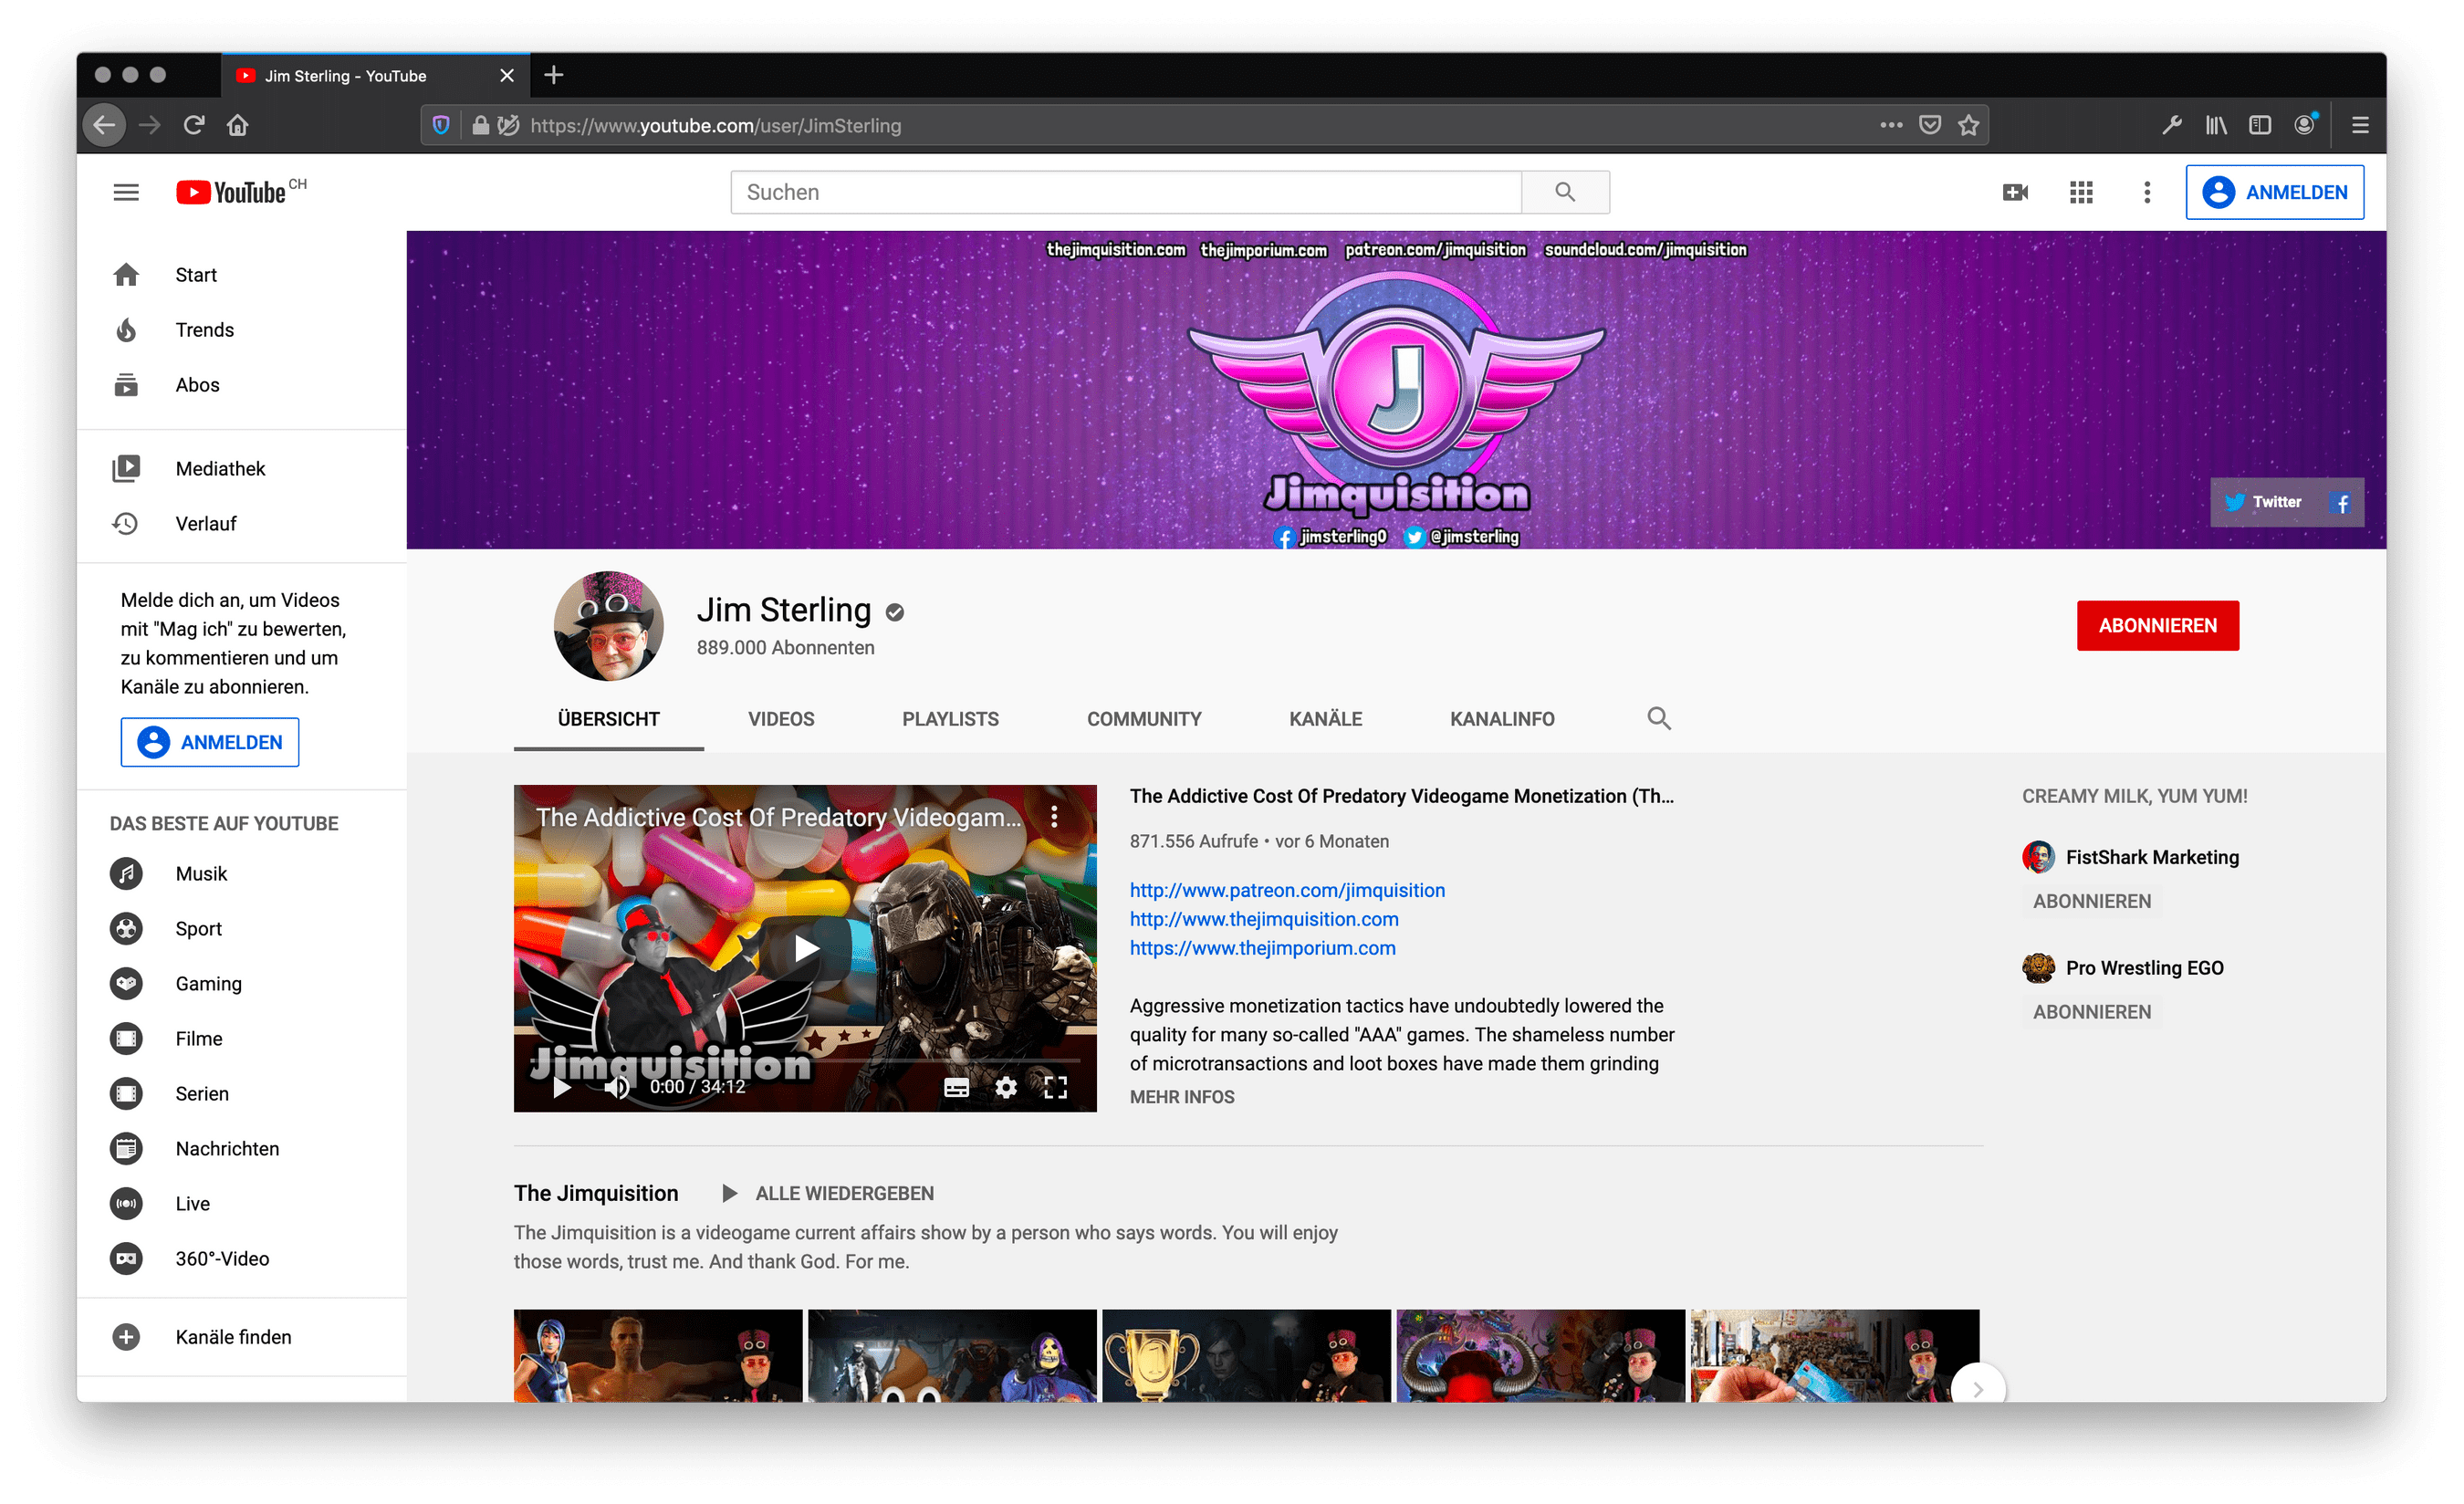 Jim Sterling - YouTube
https://www.youtube.com/user/JimSterling
YouTube CH
Suchen
ANMELDEN
Start
Trends
Abos
Mediathek
Verlauf
Melde dich an, um Videos
mit "Mag ich" zu bewerten,
zu kommentieren und um
Kanäle zu abonnieren.
ANMELDEN
DAS BESTE AUF YOUTUBE
Musik
Sport
Gaming
Filme
Serien
Nachrichten
Live
360°-Video
Kanäle finden
thejimquisition.com thejimporium.com patreon.com/jimquisition soundcloud.com/jimquisition
J
Jimquisition
jimsterling0 @jimsterling
Twitter
Jim Sterling
889.000 Abonnenten
ABONNIEREN
ÜBERSICHT VIDEOS PLAYLISTS COMMUNITY KANÄLE KANALINFO
The Addictive Cost Of Predatory Videogam...
Jimquisition
0:00 / 34:12
The Addictive Cost Of Predatory Videogame Monetization (Th...
871.556 Aufrufe • vor 6 Monaten
http://www.patreon.com/jimquisition
http://www.thejimquisition.com
https://www.thejimporium.com
Aggressive monetization tactics have undoubtedly lowered the
quality for many so-called "AAA" games. The shameless number
of microtransactions and loot boxes have made them grinding
MEHR INFOS
CREAMY MILK, YUM YUM!
FistShark Marketing
ABONNIEREN
Pro Wrestling EGO
ABONNIEREN
The Jimquisition
ALLE WIEDERGEBEN
The Jimquisition is a videogame current affairs show by a person who says words. You will enjoy
those words, trust me. And thank God. For me.